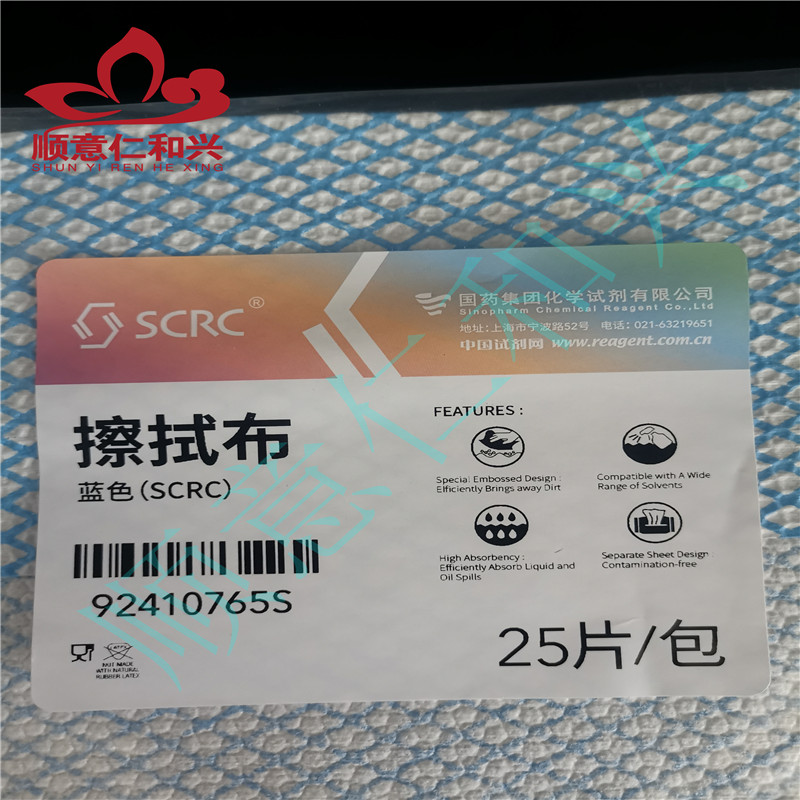 顺意仁和兴
SHUN YI REN HE XING
SCRC®
国药集团化学试剂有限公司
Sinopharm Chemical Reagent Co.,Ltd
地址:上海市宁波路52号 电话: 021-63219651
中国试剂网 www.reagent.com.cn
擦拭布
蓝色(SCRC)
92410765S
NOT MADE
WITH NATURAL
RUBBER LATEX
FEATURES :
Special Embossed Design :
Efficiently Brings away Dirt
Compatible with A Wide
Range of Solvents
High Absorbency :
Efficiently Absorb Liquid and
Oil Spills
Separate Sheet Design :
Contamination-free
25片/包
顺意仁和兴